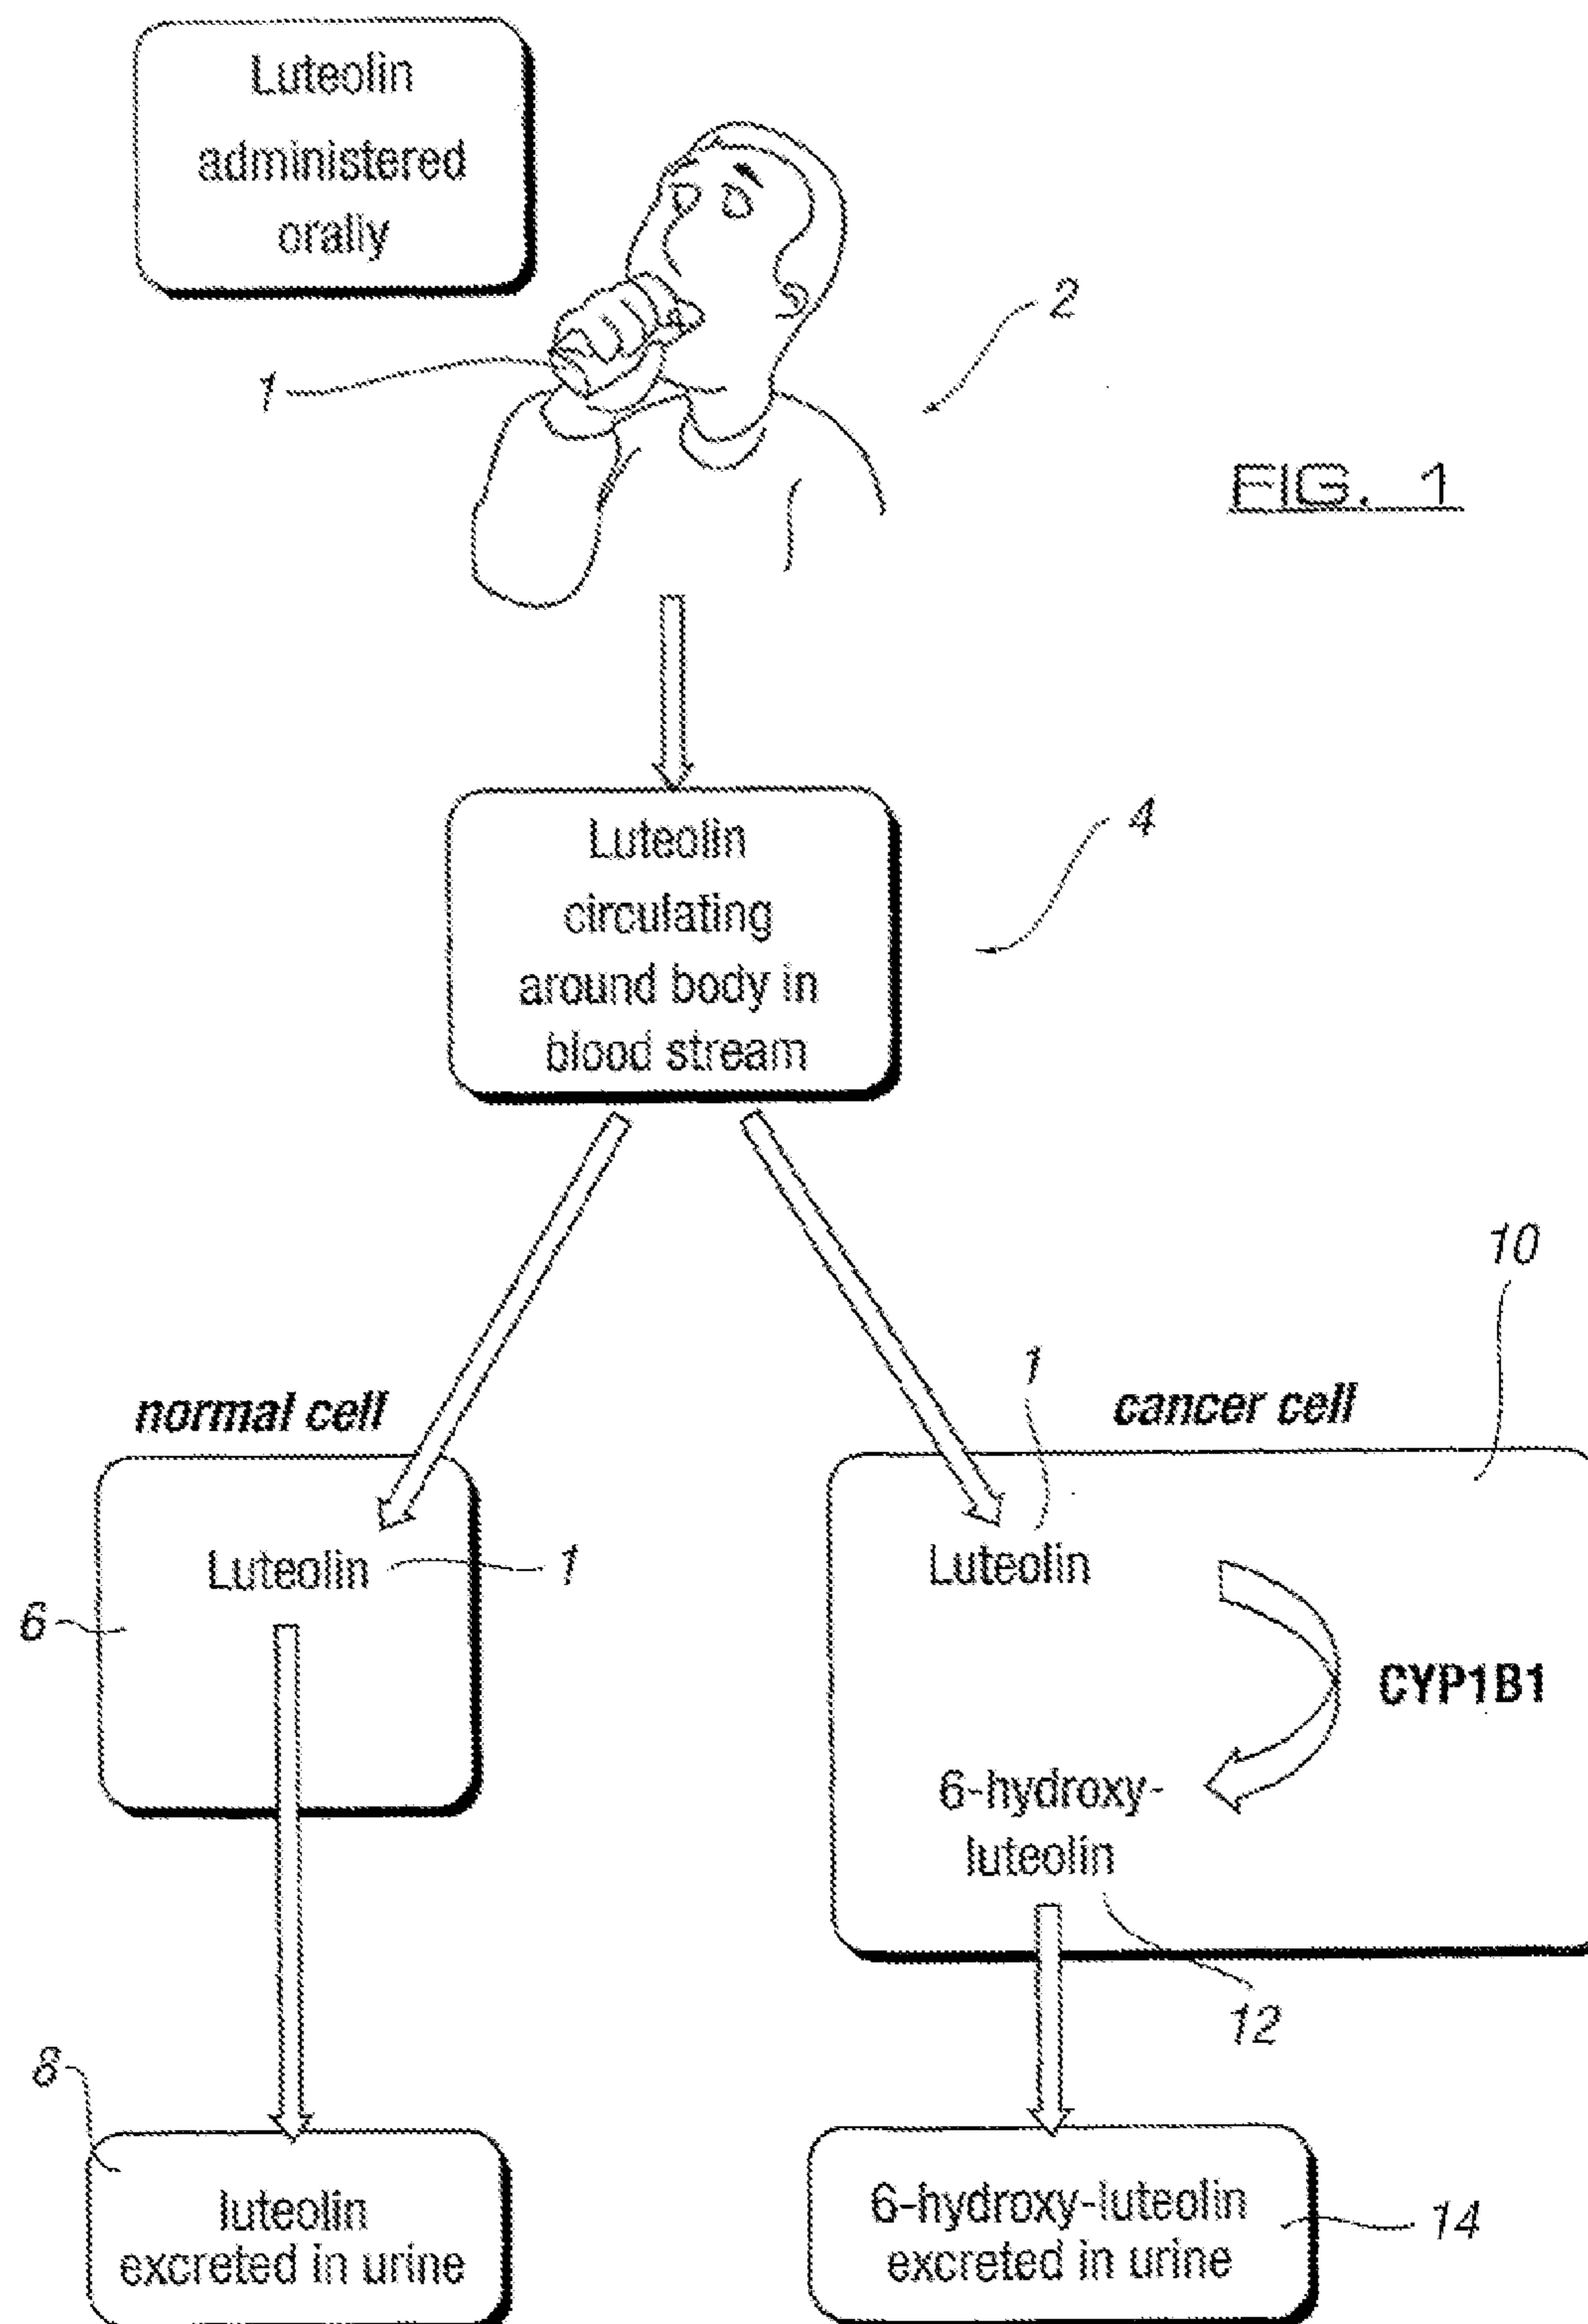 Luteolin
administered
orally
1
2
FIG. 1
Luteolin
circulating
around body in
blood stream
4
normal cell
Luteolin
1
6
cancer cell
10
1
Luteolin
CYP1B1
6-hydroxy-
luteolin
12
8
luteolin
excreted in urine
6-hydroxy-luteolin
excreted in urine
14